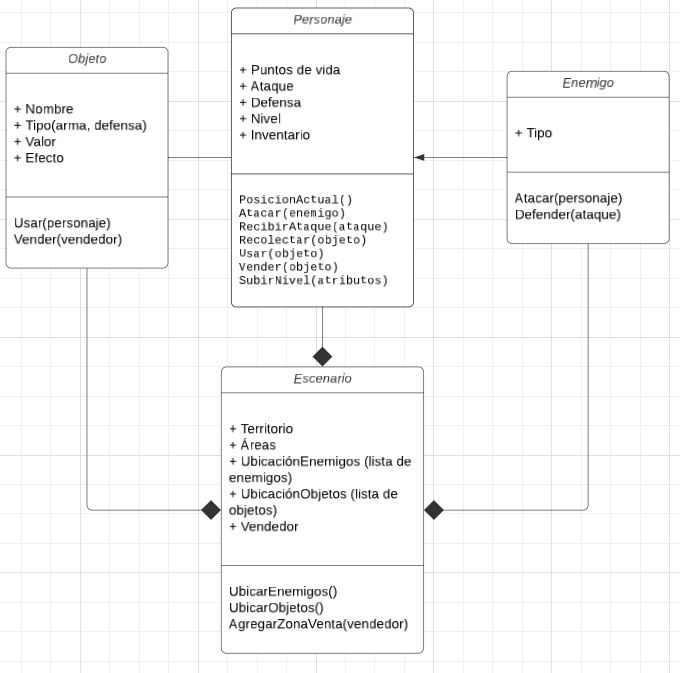 Objeto
+ Nombre
+ Tipo(arma, defensa)
+ Valor
+ Efecto
Usar(personaje)
Vender(vendedor)
Personaje
+ Puntos de vida
+ Ataque
+ Defensa
+ Nivel
+ Inventario
PosicionActual()
Atacar(enemigo)
RecibirAtaque(ataque)
Recolectar(objeto)
Usar(objeto)
Vender(objeto)
SubirNivel(atributos)
Enemigo
+ Tipo
Atacar(personaje)
Defender(ataque)
Escenario
+ Territorio
+ Áreas
+ UbicaciónEnemigos (lista de
enemigos)
+ UbicaciónObjetos (lista de
objetos)
+ Vendedor
UbicarEnemigos()
UbicarObjetos()
AgregarZonaVenta(vendedor)